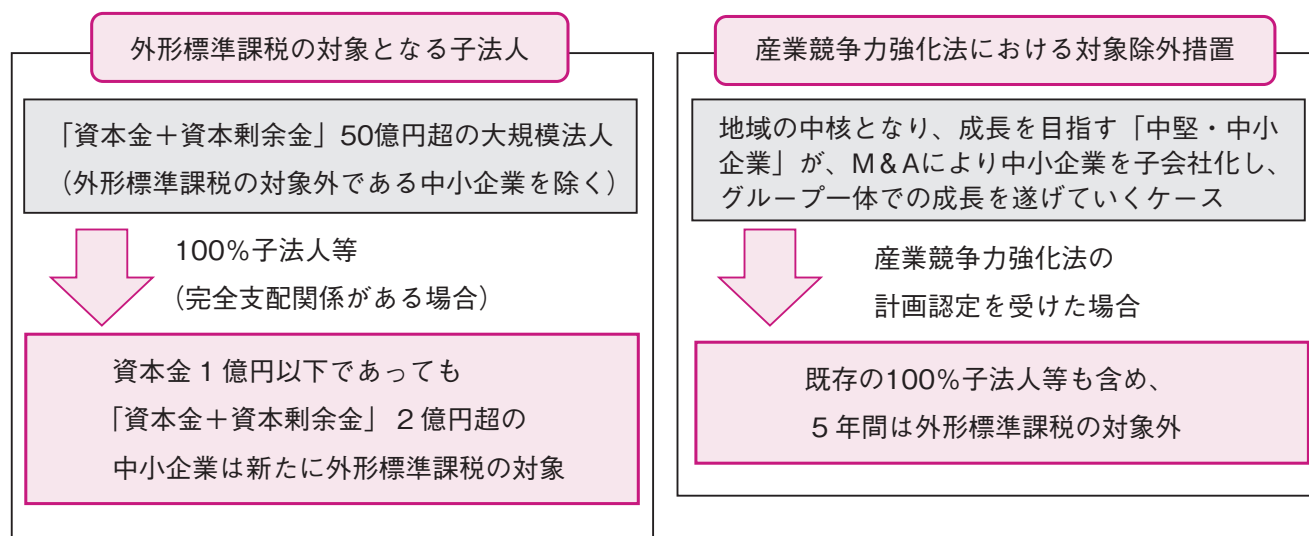 外形標準課税の対象となる子法人
「資本金＋資本剰余金」50億円超の大規模法人
（外形標準課税の対象外である中小企業を除く）
100％子法人等
（完全支配関係がある場合）
資本金１億円以下であっても
「資本金＋資本剰余金」２億円超の
中小企業は新たに外形標準課税の対象
産業競争力強化法における対象除外措置
地域の中核となり、成長を目指す「中堅・中小
企業」が、M＆Aにより中小企業を子会社化し、
グループ一体での成長を遂げていくケース
産業競争力強化法の
計画認定を受けた場合
既存の100％子法人等も含め、
５年間は外形標準課税の対象外